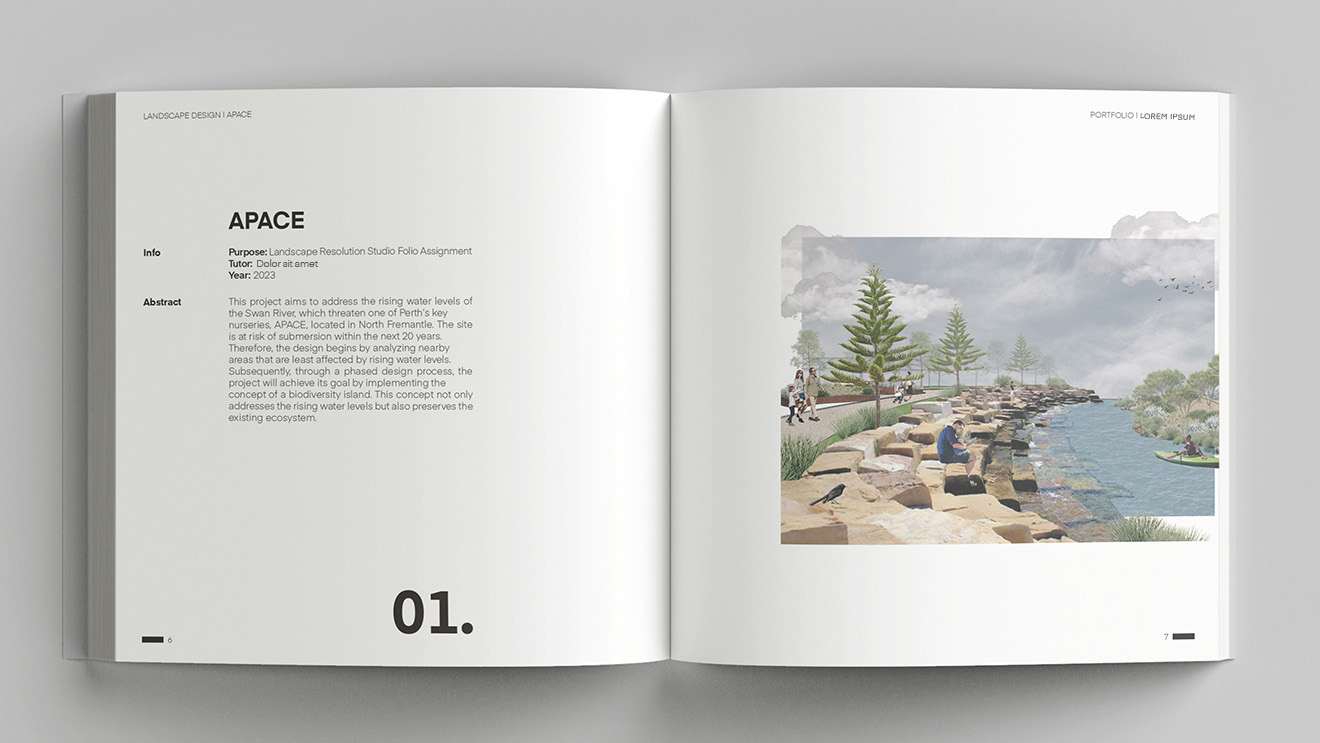 LANDSCAPE DESIGN | APACE
APACE
Info
Purpose: Landscape Resolution Studio Folio Assignment
Tutor: Dolor sit amet
Year: 2023
Abstract
This project aims to address the rising water levels of
the Swan River, which threaten one of Perth's key
nurseries, APACE, located in North Fremantle. The site
is at risk of submersion within the next 20 years.
Therefore, the design begins by analyzing nearby
areas that are least affected by rising water levels.
Subsequently, through a phased design process, the
project will achieve its goal by implementing the
concept of a biodiversity island. This concept not only
addresses the rising water levels but also preserves the
existing ecosystem.
01.
6
PORTFOLIO | LOREM IPSUM
7